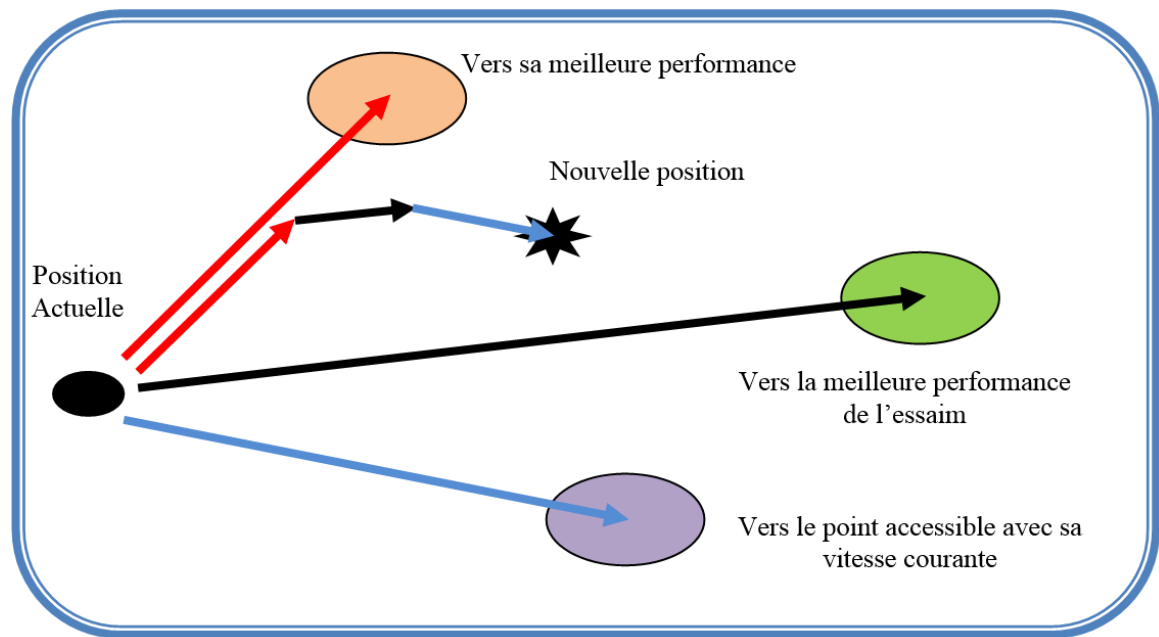 Vers sa meilleure performance
Nouvelle position
Position
Actuelle
Vers la meilleure performance
de l’essaim
Vers le point accessible avec sa
vitesse courante